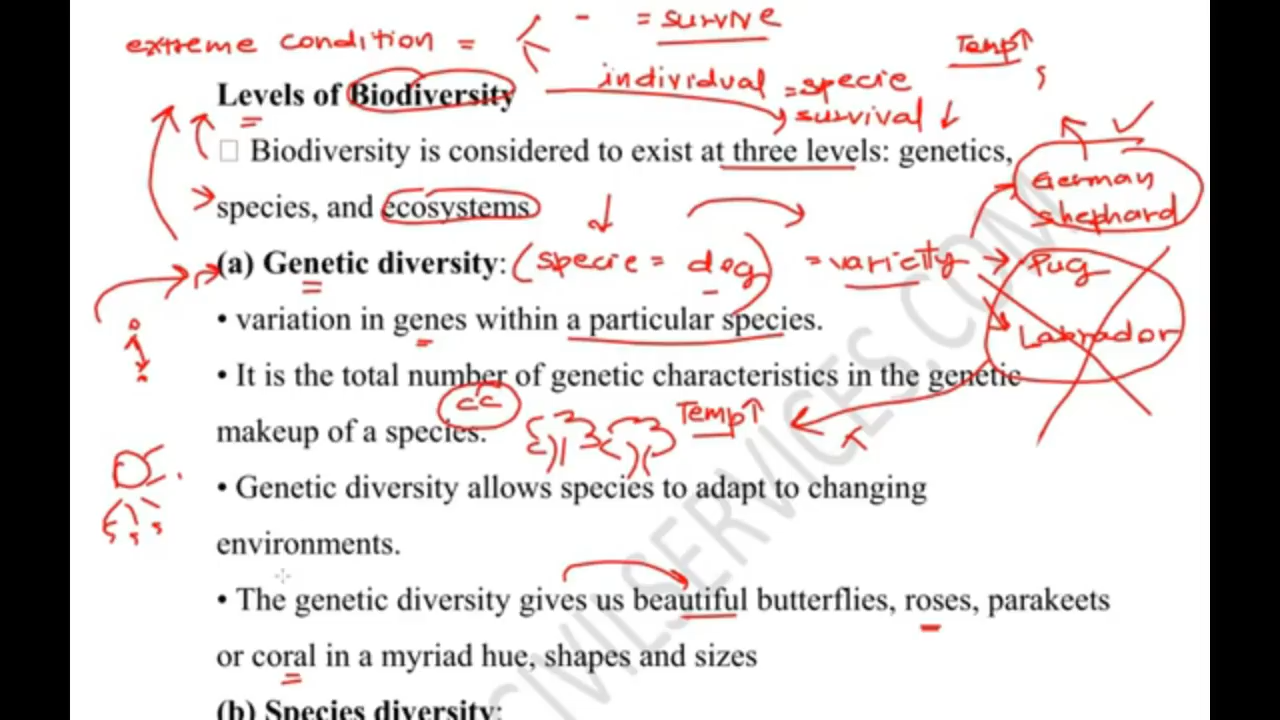 extreme condition = - = survive
Temp↑
individual = specie
survival ↓
Levels of Biodiversity
Biodiversity is considered to exist at three levels: genetics,
German
shephard
species, and ecosystems
(a) Genetic diversity: (specie = dog) = variety → Pug
Labrador
• variation in genes within a particular species.
• It is the total number of genetic characteristics in the genetic
CC
Temp↑
makeup of a species.
• Genetic diversity allows species to adapt to changing
environments.
• The genetic diversity gives us beautiful butterflies, roses, parakeets
or coral in a myriad hue, shapes and sizes
(b) Species diversity:
CIVILSERVICES.COM